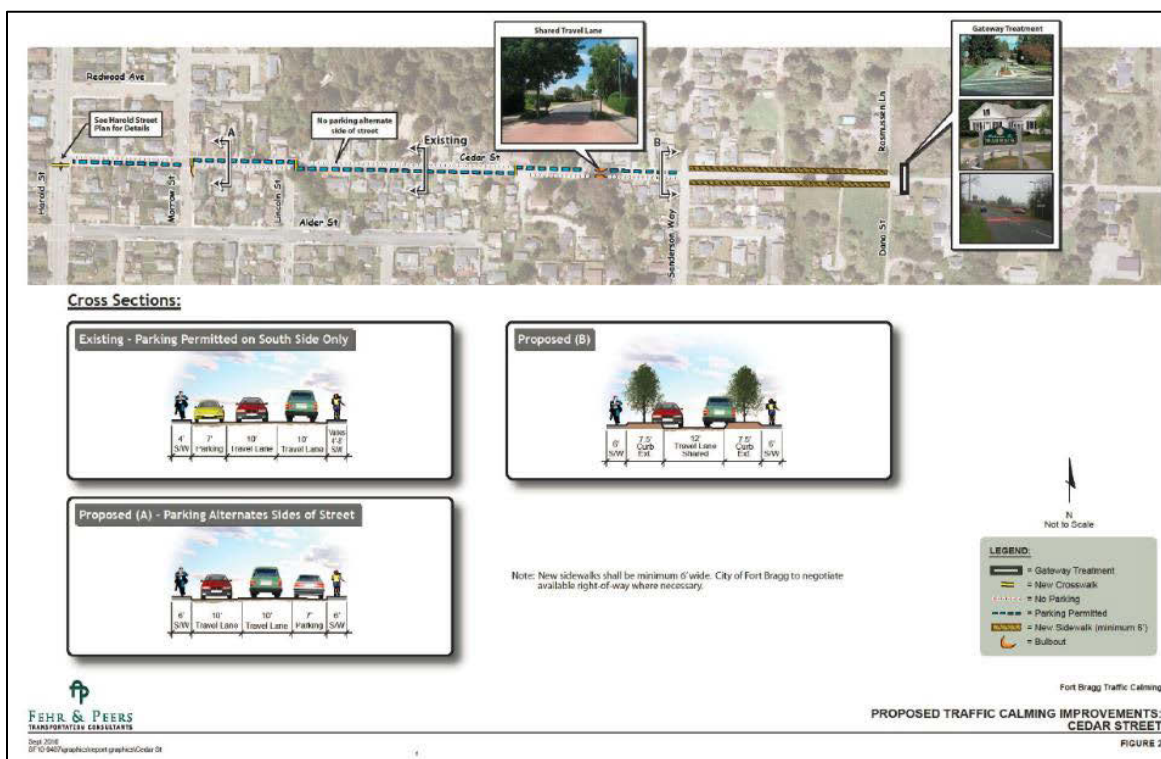 Shared Travel Lane
Gateway Treatment
Redwood Ave
See Harold Street
Plan for Details
A
No parking alternate
side of street
Existing
Cedar St
B
Rasmussen Ln
Harold St
Morrow St
Lincoln St
Alder St
Sanderson Way
Dana St
Cross Sections:
Existing - Parking Permitted on South Side Only
4'
S/W
7'
Parking
10'
Travel Lane
10'
Travel Lane
Varies
S/W
Proposed (B)
6'
S/W
7.5'
Curb
Ext.
12'
Travel Lane
Shared
7.5'
Curb
Ext.
6'
S/W
Proposed (A) - Parking Alternates Sides of Street
6'
S/W
10'
Travel Lane
10'
Travel Lane
7'
Parking
6'
S/W
Note: New sidewalks shall be minimum 6' wide. City of Fort Bragg to negotiate
available right-of-way where necessary.
N
Not to Scale
LEGEND:
= Gateway Treatment
= New Crosswalk
= No Parking
= Parking Permitted
= New Sidewalk (minimum 6')
= Bulbout
FEHR & PEERS
TRANSPORTATION CONSULTANTS
Fort Bragg Traffic Calming
PROPOSED TRAFFIC CALMING IMPROVEMENTS:
CEDAR STREET
FIGURE 2